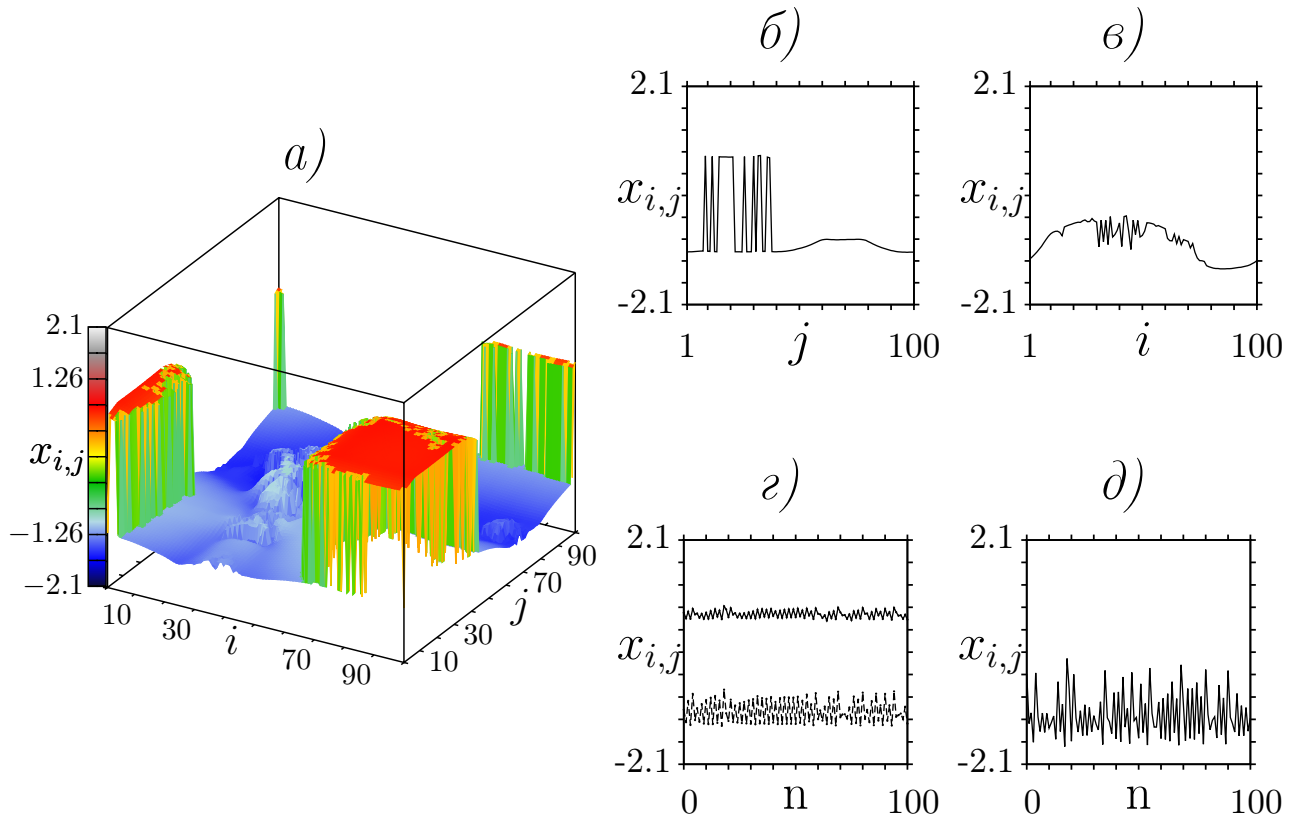 а)
2.1
1.26
x_{i,j}
−1.26
−2.1
10
30
i
70
90
10
30
j
70
90
б)
2.1
x_{i,j}
-2.1
1
j
100
в)
2.1
x_{i,j}
-2.1
1
i
100
г)
2.1
x_{i,j}
-2.1
0
n
100
д)
2.1
x_{i,j}
-2.1
0
n
100